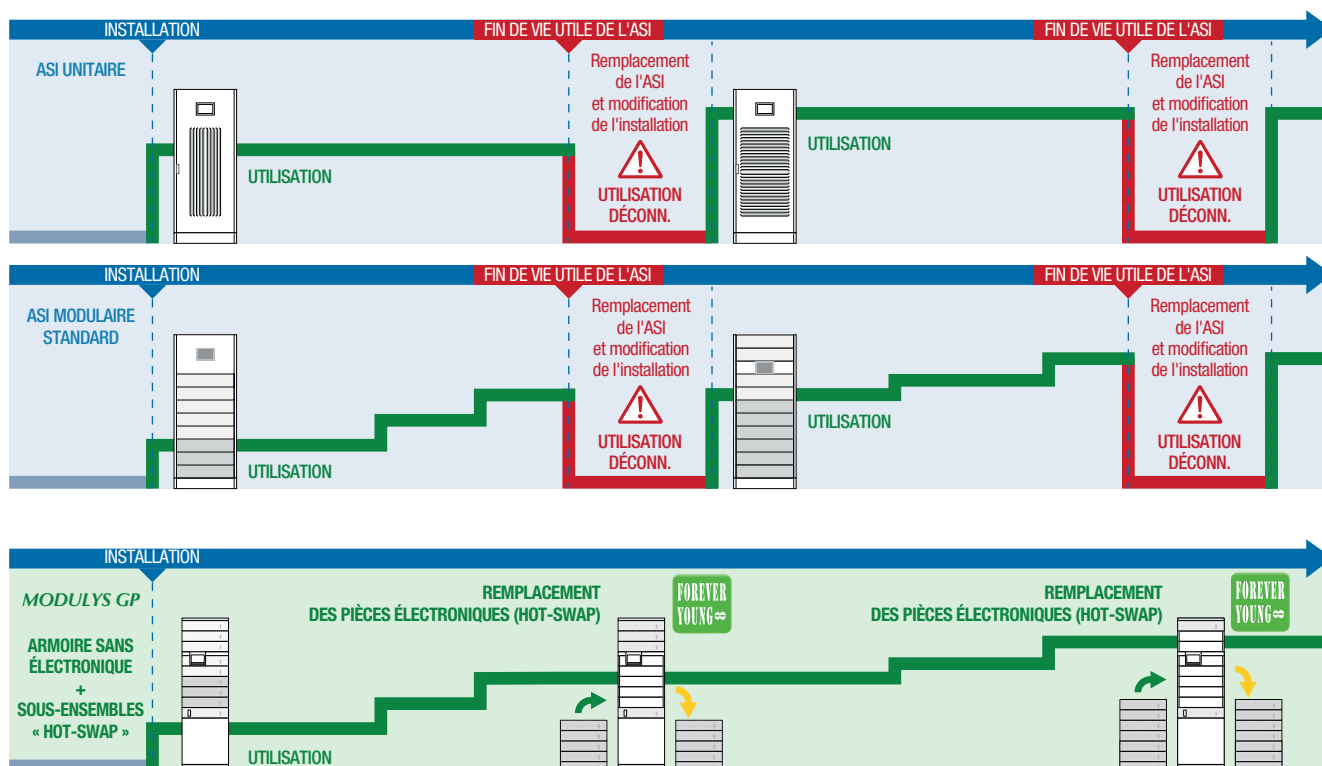 INSTALLATION
FIN DE VIE UTILE DE L'ASI
FIN DE VIE UTILE DE L'ASI
ASI UNITAIRE
UTILISATION
Remplacement
de l'ASI
et modification
de l'installation
UTILISATION
DÉCONN.
UTILISATION
Remplacement
de l'ASI
et modification
de l'installation
UTILISATION
DÉCONN.
INSTALLATION
FIN DE VIE UTILE DE L'ASI
FIN DE VIE UTILE DE L'ASI
ASI MODULAIRE
STANDARD
UTILISATION
Remplacement
de l'ASI
et modification
de l'installation
UTILISATION
DÉCONN.
UTILISATION
Remplacement
de l'ASI
et modification
de l'installation
UTILISATION
DÉCONN.
INSTALLATION
MODULYS GP
ARMOIRE SANS
ÉLECTRONIQUE
+
SOUS-ENSEMBLES
« HOT-SWAP »
UTILISATION
REMPLACEMENT
DES PIÈCES ÉLECTRONIQUES (HOT-SWAP)
FOREVER
YOUNG∞
REMPLACEMENT
DES PIÈCES ÉLECTRONIQUES (HOT-SWAP)
FOREVER
YOUNG∞